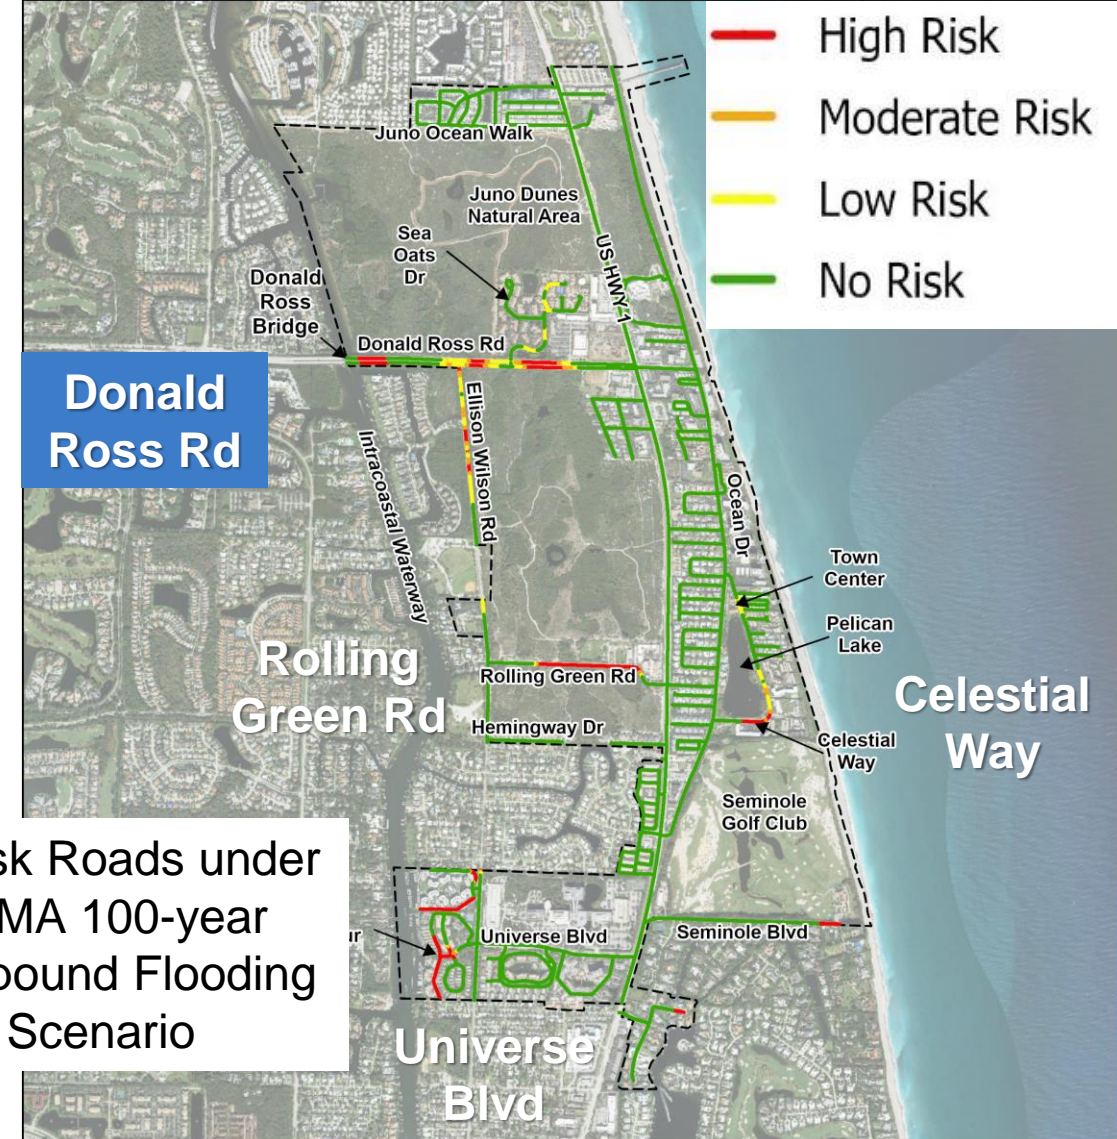 High Risk
Moderate Risk
Low Risk
No Risk
Juno Ocean Walk
Juno Dunes
Natural Area
Sea
Oats
Dr
US HWY 1
Donald
Ross
Bridge
Donald Ross Rd
Donald
Ross Rd
Ellison Wilson Rd
Intracoastal Waterway
Ocean Dr
Town
Center
Pelican
Lake
Rolling
Green Rd
Rolling Green Rd
Celestial
Way
Hemingway Dr
Celestial
Way
Seminole
Golf Club
sk Roads under
MA 100-year
pound Flooding
Scenario
ur
Universe Blvd
Seminole Blvd
Universe
Blvd